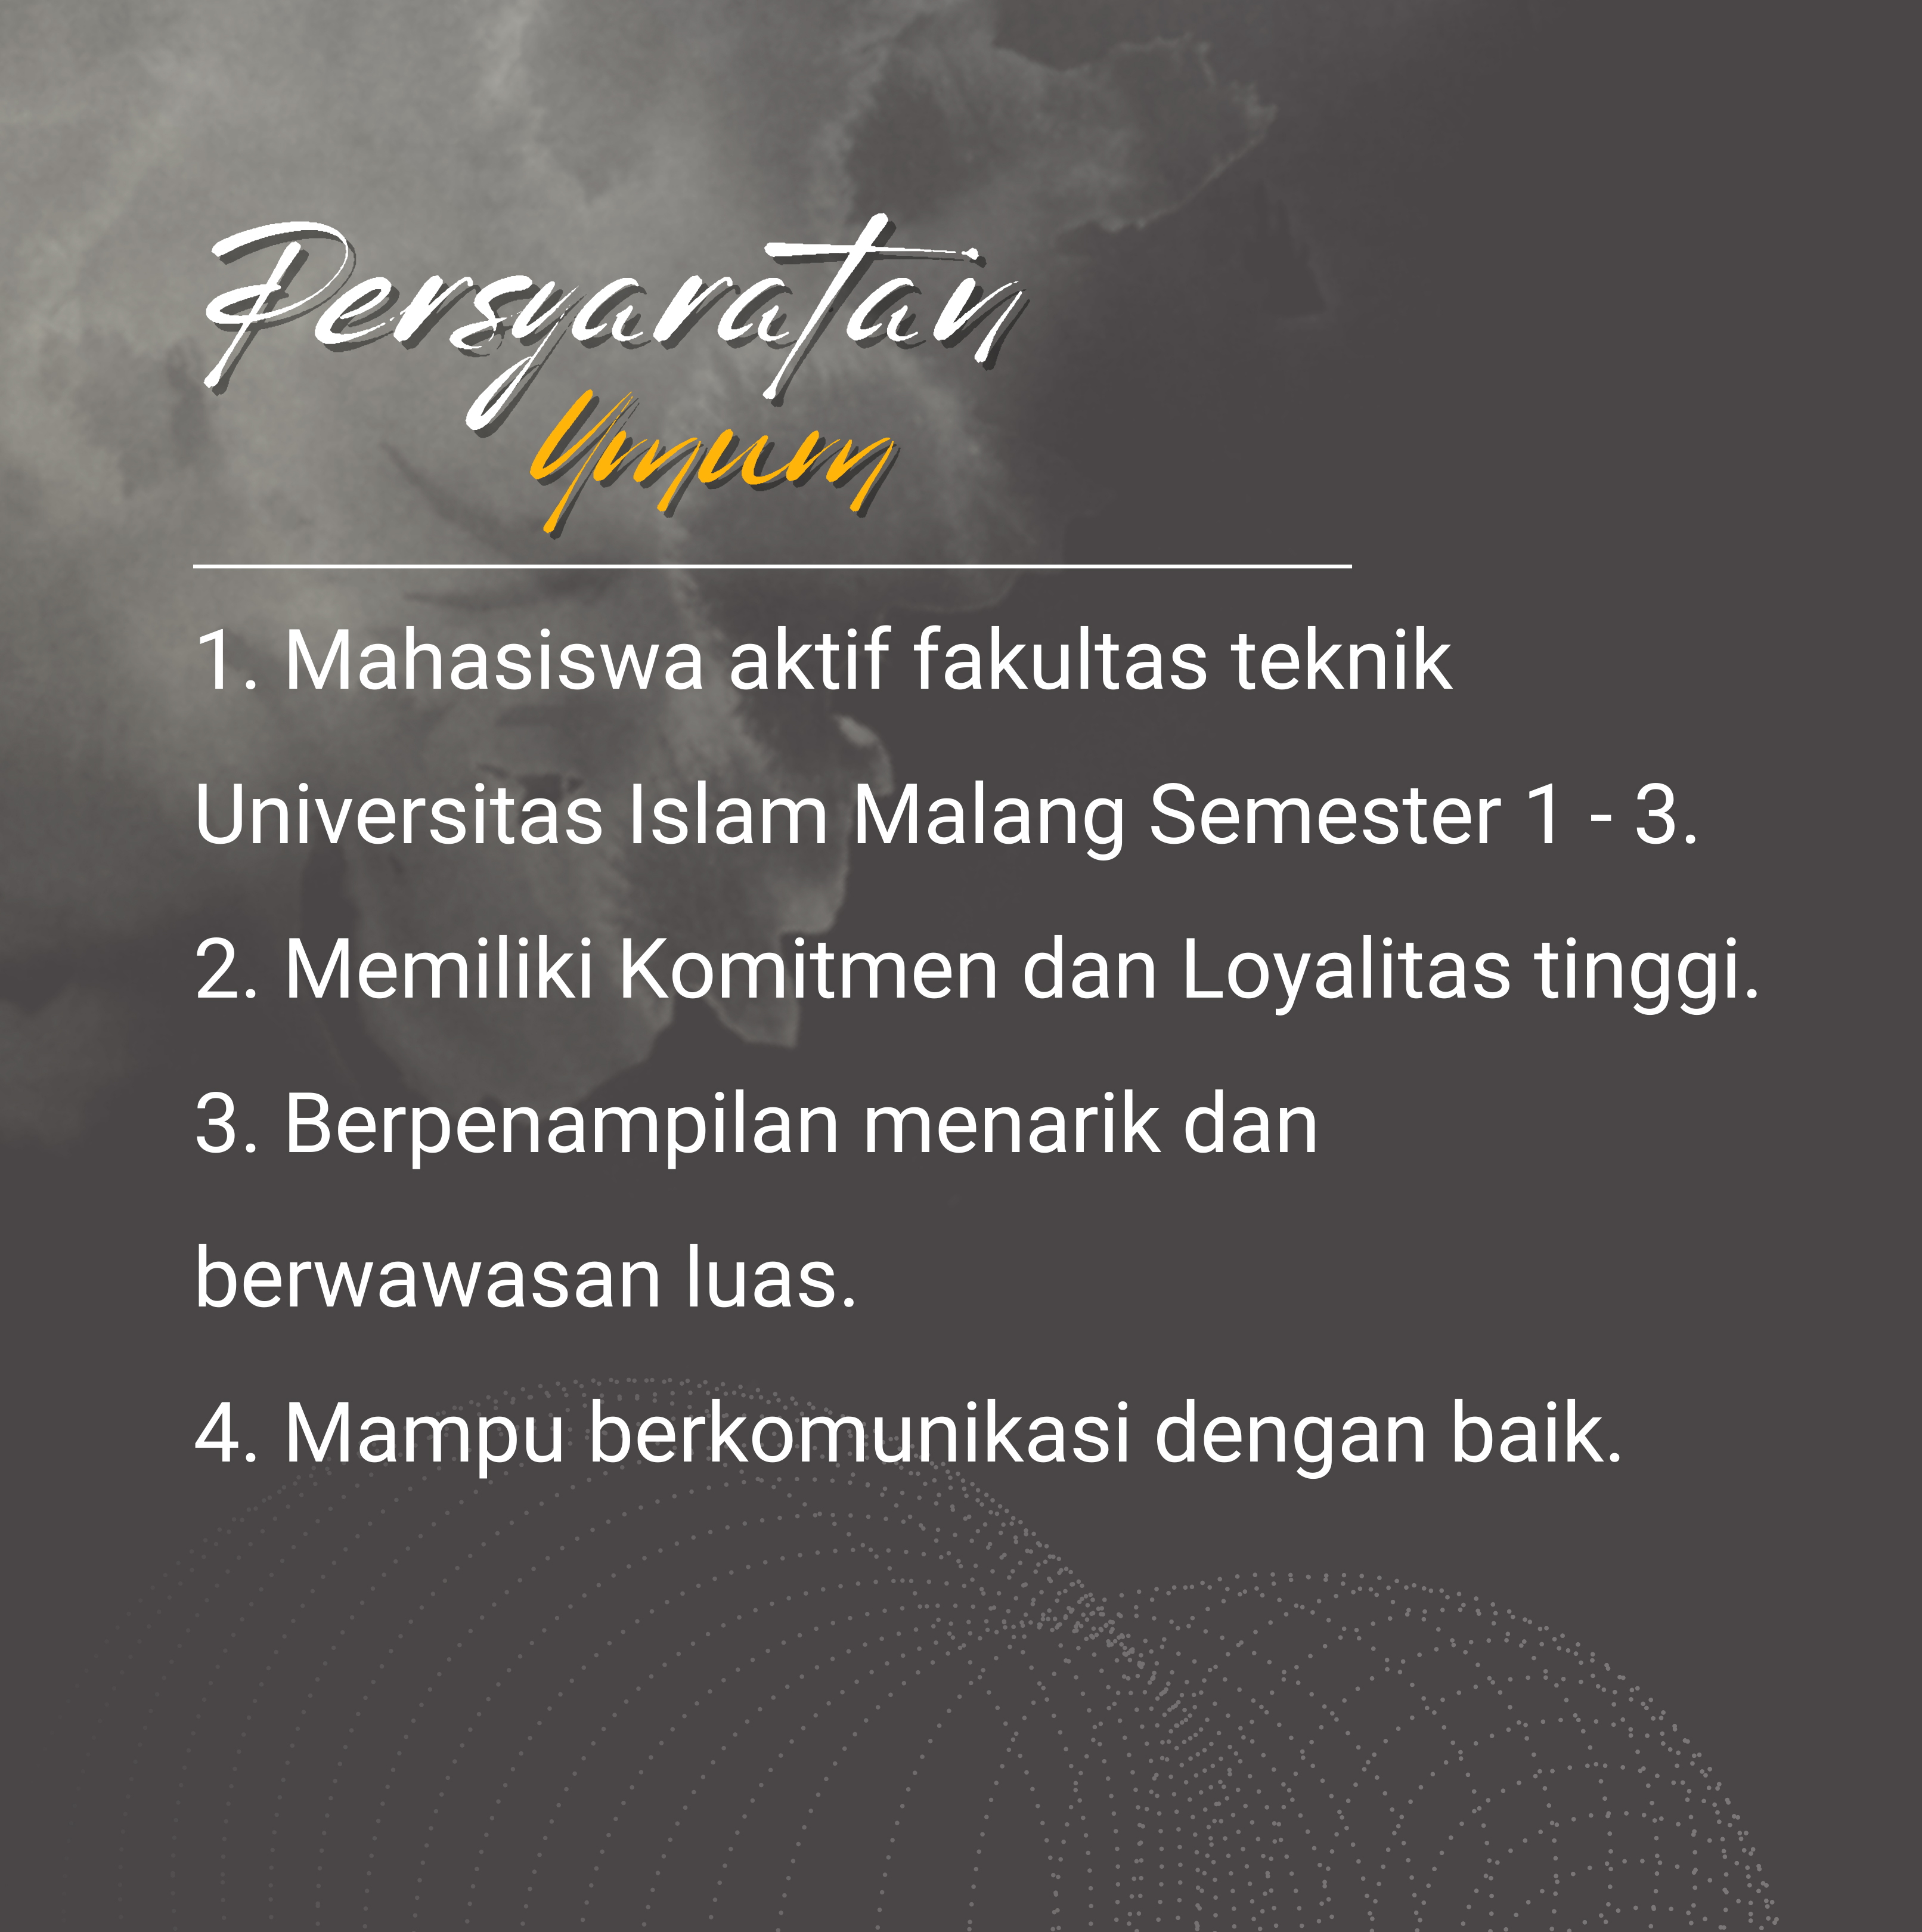 Persyaratan
Umum
1. Mahasiswa aktif fakultas teknik
Universitas Islam Malang Semester 1 - 3.
2. Memiliki Komitmen dan Loyalitas tinggi.
3. Berpenampilan menarik dan
berwawasan luas.
4. Mampu berkomunikasi dengan baik.